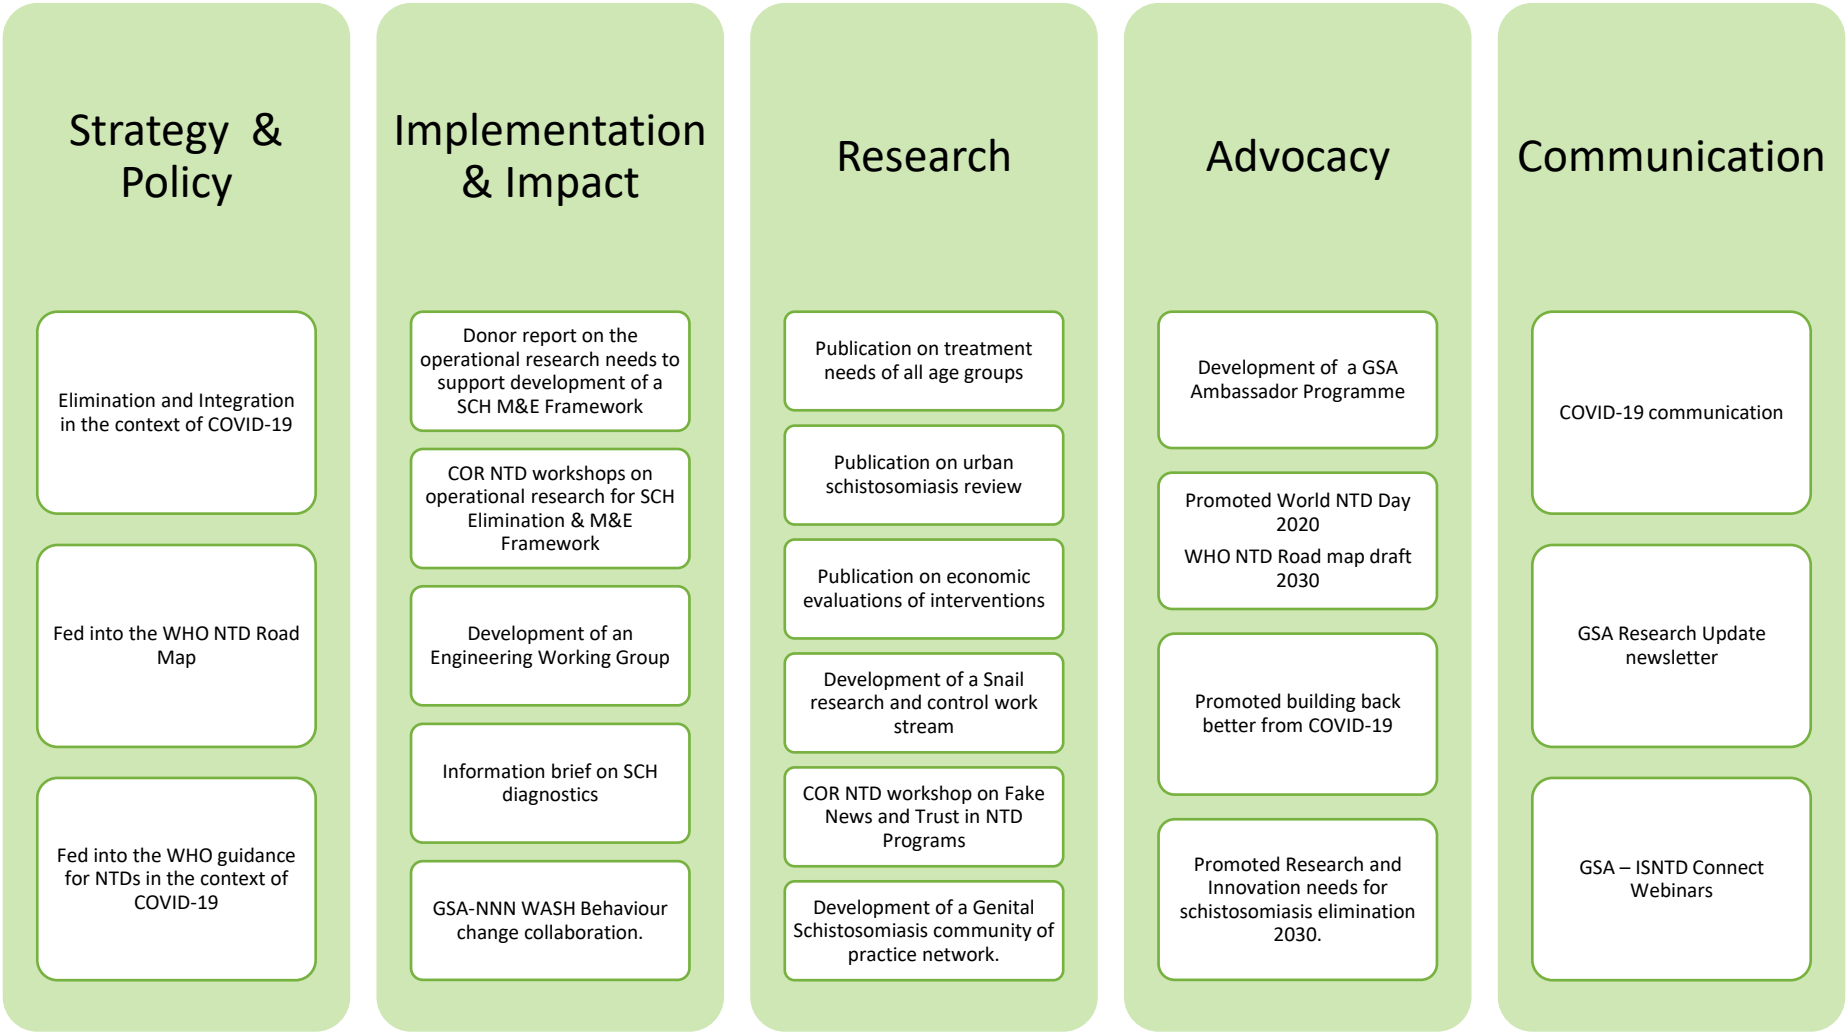 Strategy & 
Policy
Elimination and Integration
in the context of COVID-19
Fed into the WHO NTD Road
Map
Fed into the WHO guidance
for NTDs in the context of
COVID-19
Implementation
& Impact
Donor report on the
operational research needs to
support development of a
SCH M&E Framework
COR NTD workshops on
operational research for SCH
Elimination & M&E
Framework
Development of an
Engineering Working Group
Information brief on SCH
diagnostics
GSA-NNN WASH Behaviour
change collaboration.
Research
Publication on treatment
needs of all age groups
Publication on urban
schistosomiasis review
Publication on economic
evaluations of interventions
Development of a Snail
research and control work
stream
COR NTD workshop on Fake
News and Trust in NTD
Programs
Development of a Genital
Schistosomiasis community of
practice network.
Advocacy
Development of a GSA
Ambassador Programme
Promoted World NTD Day
2020
WHO NTD Road map draft
2030
Promoted building back
better from COVID-19
Promoted Research and
Innovation needs for
schistosomiasis elimination
2030.
Communication
COVID-19 communication
GSA Research Update
newsletter
GSA – ISNTD Connect
Webinars